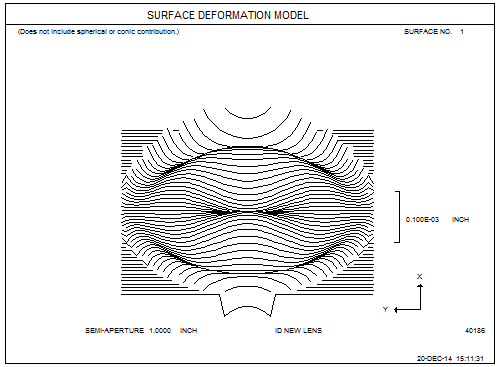 SURFACE DEFORMATION MODEL
(Does not include spherical or conic contribution.) SURFACE NO. 1
0.100E-03 INCH
X
Y
SEMI-APERTURE 1.0000 INCH ID NEW LENS 40186
20-DEC-14 15:11:31